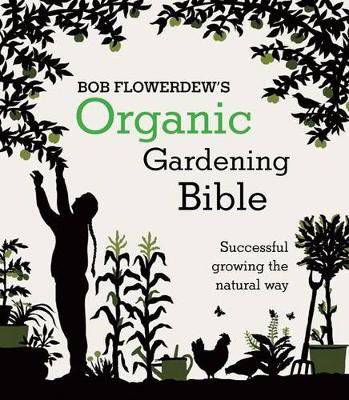 BOB FLOWERDEW'S
Organic
Gardening
Bible
Successful
growing the
natural way